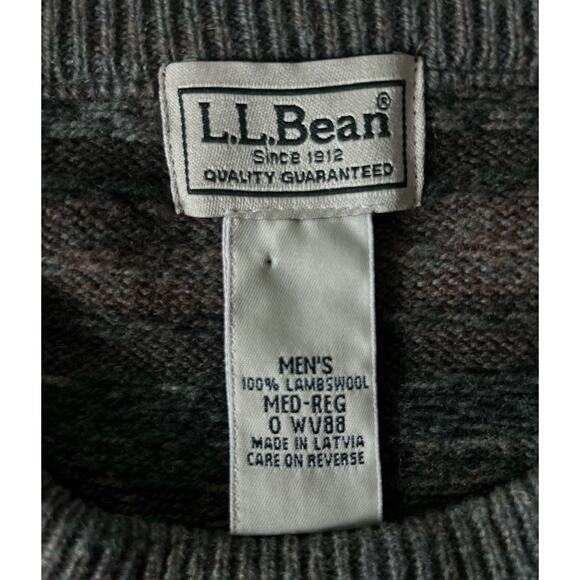 L.L.Bean®
Since 1912
QUALITY GUARANTEED
MEN'S
100% LAMBSWOOL
MED-REG
0 WV88
MADE IN LATVIA
CARE ON REVERSE